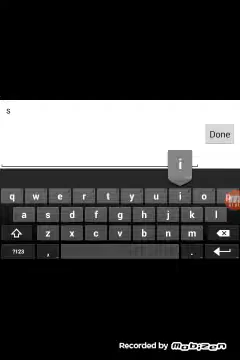 s
Done
i
q w e r t y u i o
a s d f g h j k l
z x c v b n m
?123 , .
Recorded by Mobizen